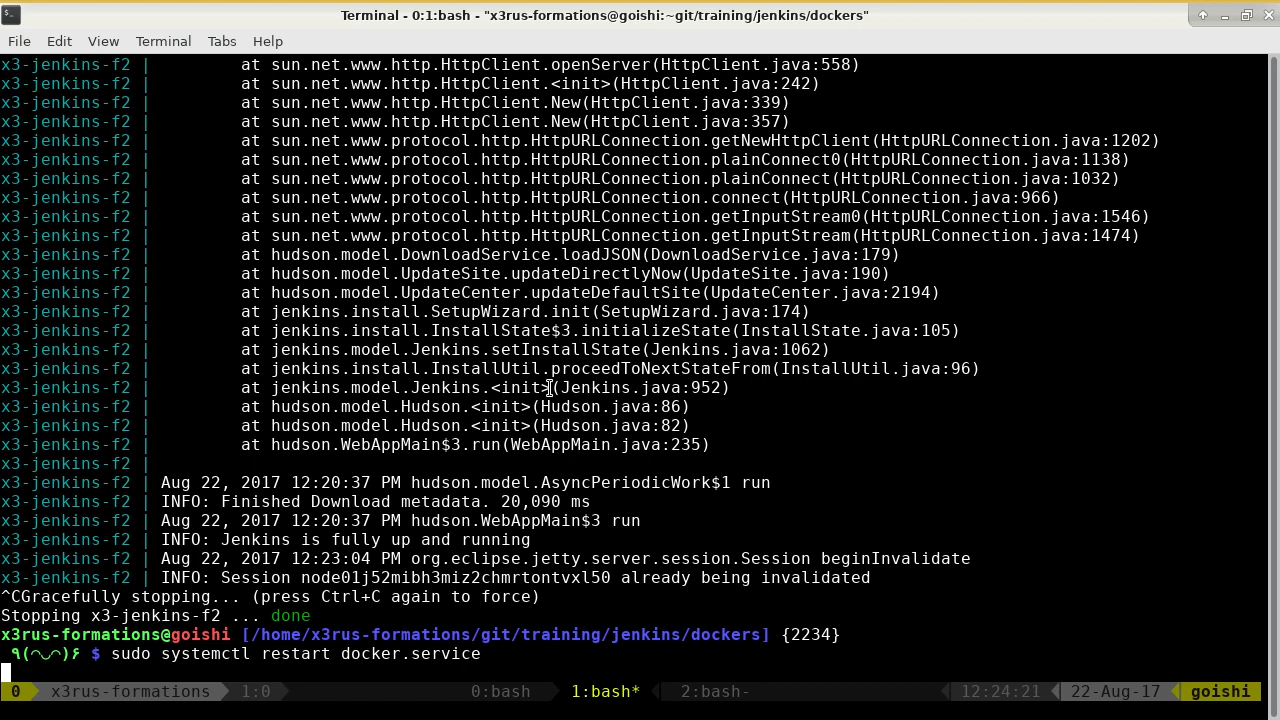 Terminal - 0:1:bash - "x3rus-formations@goishi:~git/training/jenkins/dockers"
File Edit View Terminal Tabs Help
x3-jenkins-f2 | at sun.net.www.http.HttpClient.openServer(HttpClient.java:558)
x3-jenkins-f2 | at sun.net.www.http.HttpClient.<init>(HttpClient.java:242)
x3-jenkins-f2 | at sun.net.www.http.HttpClient.New(HttpClient.java:339)
x3-jenkins-f2 | at sun.net.www.http.HttpClient.New(HttpClient.java:357)
x3-jenkins-f2 | at sun.net.www.protocol.http.HttpURLConnection.getNewHttpClient(HttpURLConnection.java:1202)
x3-jenkins-f2 | at sun.net.www.protocol.http.HttpURLConnection.plainConnect0(HttpURLConnection.java:1138)
x3-jenkins-f2 | at sun.net.www.protocol.http.HttpURLConnection.plainConnect(HttpURLConnection.java:1032)
x3-jenkins-f2 | at sun.net.www.protocol.http.HttpURLConnection.connect(HttpURLConnection.java:966)
x3-jenkins-f2 | at sun.net.www.protocol.http.HttpURLConnection.getInputStream0(HttpURLConnection.java:1546)
x3-jenkins-f2 | at sun.net.www.protocol.http.HttpURLConnection.getInputStream(HttpURLConnection.java:1474)
x3-jenkins-f2 | at hudson.model.DownloadService.loadJSON(DownloadService.java:179)
x3-jenkins-f2 | at hudson.model.UpdateSite.updateDirectlyNow(UpdateSite.java:190)
x3-jenkins-f2 | at hudson.model.UpdateCenter.updateDefaultSite(UpdateCenter.java:2194)
x3-jenkins-f2 | at jenkins.install.SetupWizard.init(SetupWizard.java:174)
x3-jenkins-f2 | at jenkins.install.InstallState$3.initializeState(InstallState.java:105)
x3-jenkins-f2 | at jenkins.model.Jenkins.setInstallState(Jenkins.java:1062)
x3-jenkins-f2 | at jenkins.install.InstallUtil.proceedToNextStateFrom(InstallUtil.java:96)
x3-jenkins-f2 | at jenkins.model.Jenkins.<init>(Jenkins.java:952)
x3-jenkins-f2 | at hudson.model.Hudson.<init>(Hudson.java:86)
x3-jenkins-f2 | at hudson.model.Hudson.<init>(Hudson.java:82)
x3-jenkins-f2 | at hudson.WebAppMain$3.run(WebAppMain.java:235)
x3-jenkins-f2 |
x3-jenkins-f2 | Aug 22, 2017 12:20:37 PM hudson.model.AsyncPeriodicWork$1 run
x3-jenkins-f2 | INFO: Finished Download metadata. 20,090 ms
x3-jenkins-f2 | Aug 22, 2017 12:20:37 PM hudson.WebAppMain$3 run
x3-jenkins-f2 | INFO: Jenkins is fully up and running
x3-jenkins-f2 | Aug 22, 2017 12:23:04 PM org.eclipse.jetty.server.session.Session beginInvalidate
x3-jenkins-f2 | INFO: Session node01j52mibh3miz2chmrtontvxl50 already being invalidated
^CGracefully stopping... (press Ctrl+C again to force)
Stopping x3-jenkins-f2 ... done
x3rus-formations@goishi [/home/x3rus-formations/git/training/jenkins/dockers] {2234}
٩(◠◡◠)۶ $ sudo systemctl restart docker.service
0 x3rus-formations 1:0 0:bash 1:bash* 2:bash- 12:24:21 22-Aug-17 goishi